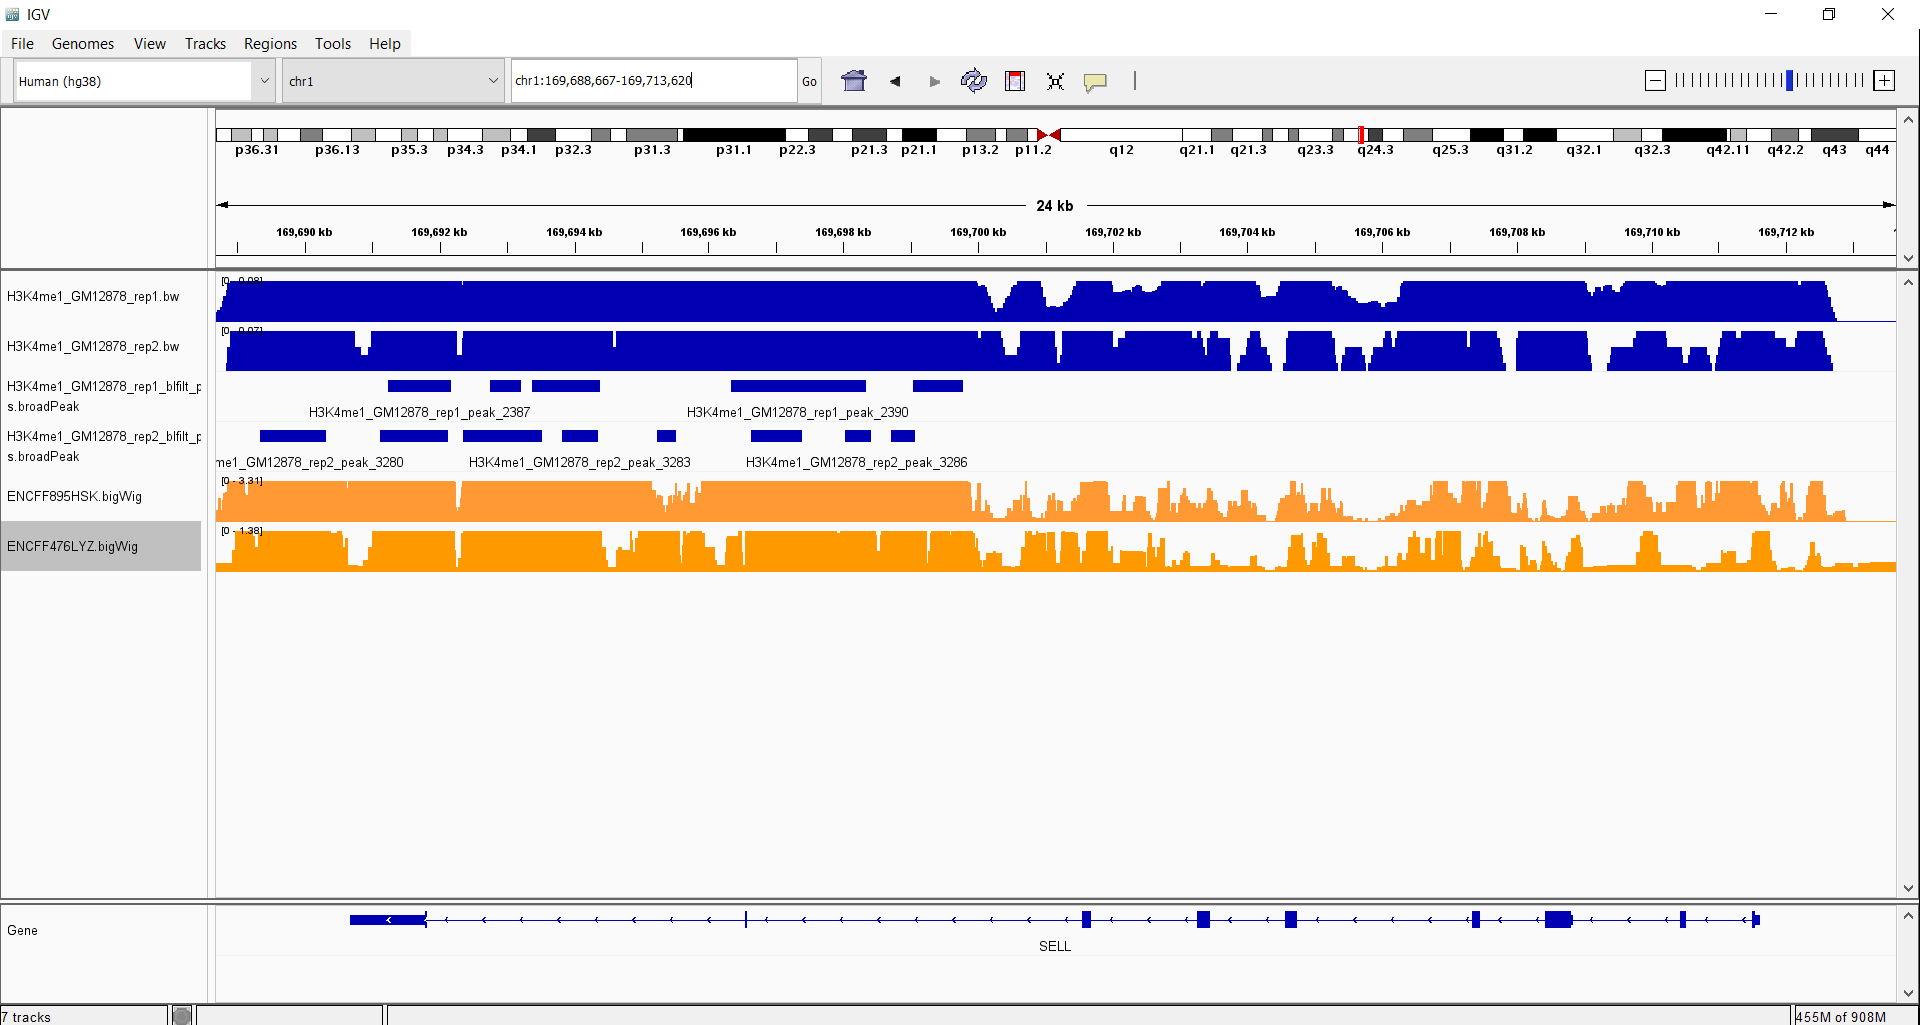 IGV
File Genomes View Tracks Regions Tools Help
Human (hg38) chr1 chr1:169,688,667-169,713,620 Go
p36.31 p36.13 p35.3 p34.3 p34.1 p32.3 p31.3 p31.1 p22.3 p21.3 p21.1 p13.2 p11.2 q12 q21.1 q21.3 q23.3 q24.3 q25.3 q31.2 q32.1 q32.3 q42.11 q42.2 q43 q44
24 kb
169,690 kb 169,692 kb 169,694 kb 169,696 kb 169,698 kb 169,700 kb 169,702 kb 169,704 kb 169,706 kb 169,708 kb 169,710 kb 169,712 kb
[0 - 0.08]
H3K4me1_GM12878_rep1.bw
[0 - 0.07]
H3K4me1_GM12878_rep2.bw
H3K4me1_GM12878_rep1_blfilt_p
s.broadPeak
H3K4me1_GM12878_rep1_peak_2387 H3K4me1_GM12878_rep1_peak_2390
H3K4me1_GM12878_rep2_blfilt_p
s.broadPeak
me1_GM12878_rep2_peak_3280 H3K4me1_GM12878_rep2_peak_3283 H3K4me1_GM12878_rep2_peak_3286
[0 - 3.31]
ENCFF895HSK.bigWig
[0 - 1.38]
ENCFF476LYZ.bigWig
Gene
SELL
7 tracks 455M of 908M